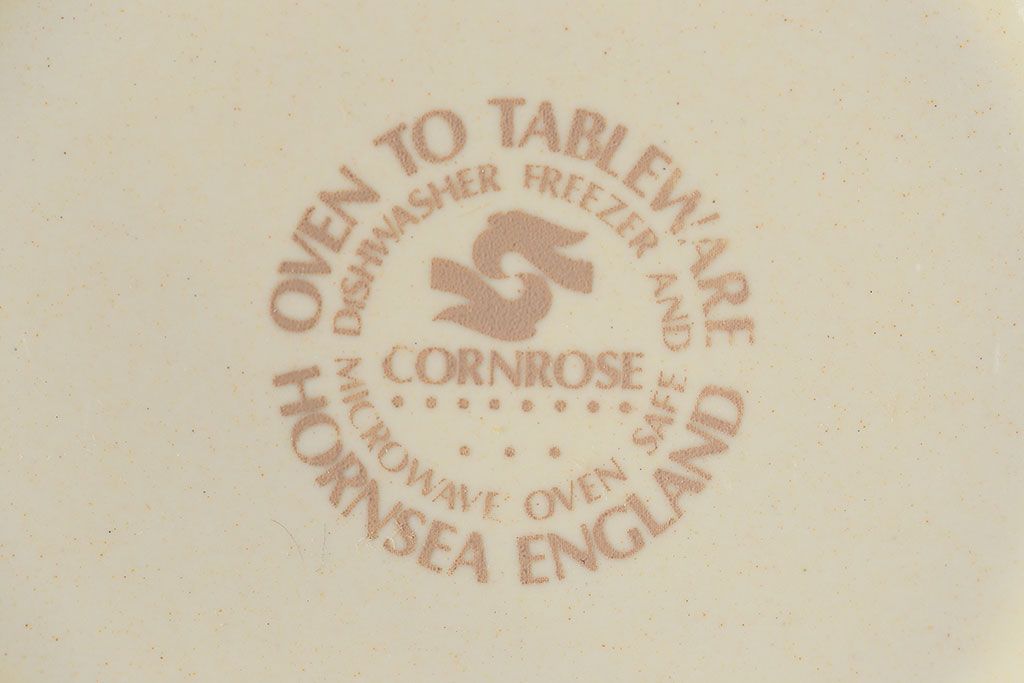 OVEN TO TABLEWARE
DISHWASHER FREEZER AND
CORNROSE
MICROWAVE OVEN SAFE
HORNSEA ENGLAND